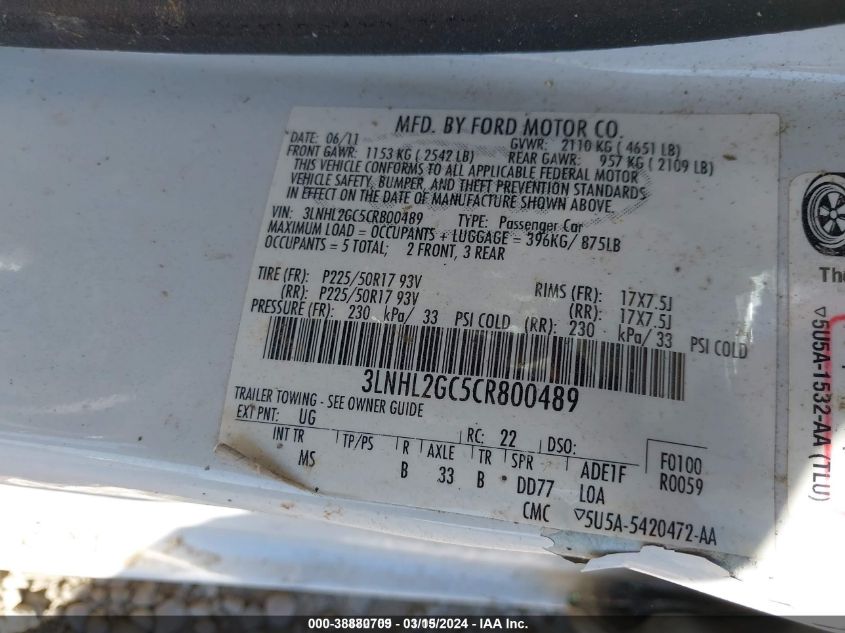 MFD. BY FORD MOTOR CO.
DATE: 06/11 GVWR: 2110 KG ( 4651 LB)
FRONT GAWR: 1153 KG ( 2542 LB) REAR GAWR: 957 KG ( 2109 LB)
THIS VEHICLE CONFORMS TO ALL APPLICABLE FEDERAL MOTOR
VEHICLE SAFETY, BUMPER, AND THEFT PREVENTION STANDARDS
IN EFFECT ON THE DATE OF MANUFACTURE SHOWN ABOVE.
VIN: 3LNHL2GC5CR800489 TYPE: Passenger Car
MAXIMUM LOAD = OCCUPANTS + LUGGAGE = 396KG/ 875LB
OCCUPANTS = 5 TOTAL; 2 FRONT, 3 REAR
TIRE (FR): P225/50R17 93V RIMS (FR): 17X7.5J
(RR): P225/50R17 93V (RR): 17X7.5J
PRESSURE (FR): 230 kPa/ 33 PSI COLD (RR): 230 kPa/ 33 PSI COLD
3LNHL2GC5CR800489
TRAILER TOWING - SEE OWNER GUIDE
EXT PNT: UG RC: 22 DSO: F0100
INT TR TP/PS R AXLE TR SPR ADE1F R0059
MS B 33 B DD77 LOA
CMC ▽5U5A-5420472-AA
The
▽5U5A-1532-AA (TLU)
000-38880709 - 03/15/2024 - IAA Inc.